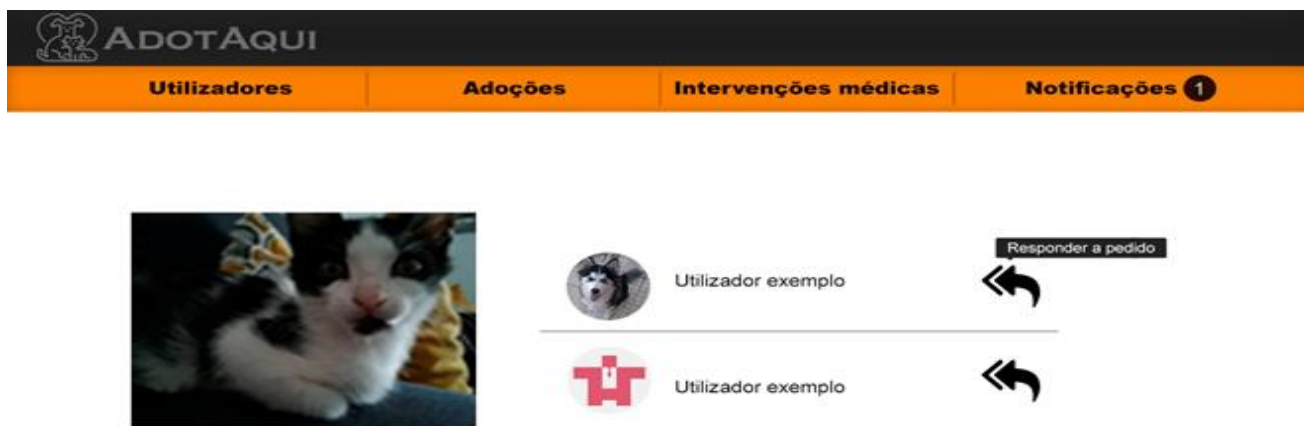 ADOTAQUI
Utilizadores Adoções Intervenções médicas Notificações 1
Responder a pedido
Utilizador exemplo
Utilizador exemplo